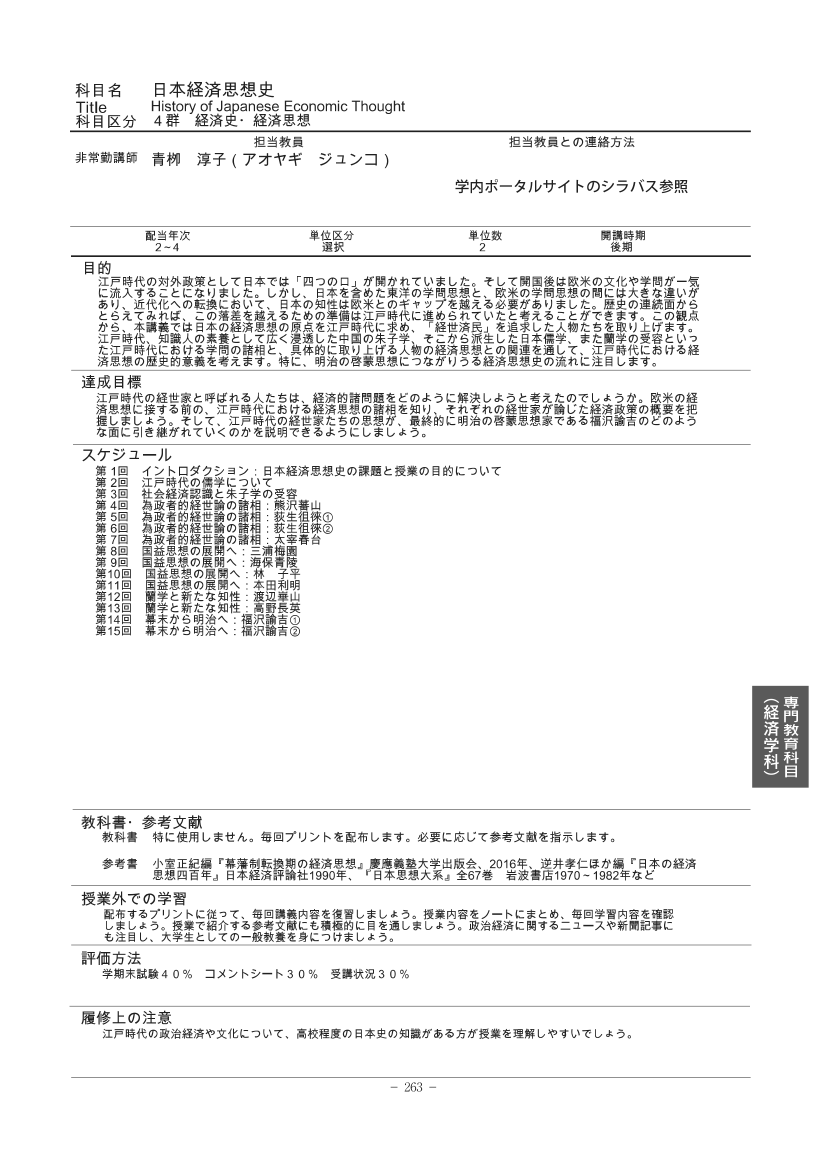 科目名 日本経済思想史
Title History of Japanese Economic Thought
科目区分 ４群 経済史・経済思想
担当教員 担当教員との連絡方法
非常勤講師 青栁 淳子（アオヤギ ジュンコ）
学内ポータルサイトのシラバス参照
配当年次 単位区分 単位数 開講時期
2～4 選択 2 後期
目的
江戸時代の対外政策として日本では「四つの口」が開かれていました。そして開国後は欧米の文化や学問が一気
に流入することになりました。しかし、日本を含めた東洋の学問思想と、欧米の学問思想の間には大きな違いが
あり、近代化への転換において、日本の知性は欧米とのギャップを越える必要がありました。歴史の連続面から
とらえてみれば、この落差を越えるための準備は江戸時代に進められていたと考えることができます。この観点
から、本講義では日本の経済思想の原点を江戸時代に求め、「経世済民」を追求した人物たちを取り上げます。
江戸時代、知識人の素養として広く浸透した中国の朱子学、そこから派生した日本儒学、また蘭学の受容といっ
た江戸時代における学問の諸相と、具体的に取り上げる人物の経済思想との関連を通して、江戸時代における経
済思想の歴史的意義を考えます。特に、明治の啓蒙思想につながりうる経済思想史の流れに注目します。
達成目標
江戸時代の経世家と呼ばれる人たちは、経済的諸問題をどのように解決しようと考えたのでしょうか。欧米の経
済思想に接する前の、江戸時代における経済思想の諸相を知り、それぞれの経世家が論じた経済政策の概要を把
握しましょう。そして、江戸時代の経世家たちの思想が、最終的に明治の啓蒙思想家である福沢諭吉のどのよう
な面に引き継がれていくのかを説明できるようにしましょう。
スケジュール
第 1回 イントロダクション：日本経済思想史の課題と授業の目的について
第 2回 江戸時代の儒学について
第 3回 社会経済認識と朱子学の受容
第 4回 為政者的経世論の諸相：熊沢蕃山
第 5回 為政者的経世論の諸相：荻生徂徠①
第 6回 為政者的経世論の諸相：荻生徂徠②
第 7回 為政者的経世論の諸相：太宰春台
第 8回 国益思想の展開へ：三浦梅園
第 9回 国益思想の展開へ：海保青陵
第10回 国益思想の展開へ：林 子平
第11回 国益思想の展開へ：本田利明
第12回 蘭学と新たな知性：渡辺崋山
第13回 蘭学と新たな知性：高野長英
第14回 幕末から明治へ：福沢諭吉①
第15回 幕末から明治へ：福沢諭吉②
専門教育科目
（経済学科）
教科書・参考文献
教科書 特に使用しません。毎回プリントを配布します。必要に応じて参考文献を指示します。
参考書 小室正紀編『幕藩制転換期の経済思想』慶應義塾大学出版会、2016年、逆井孝仁ほか編『日本の経済
思想四百年』日本経済評論社1990年、『日本思想大系』全67巻 岩波書店1970～1982年など
授業外での学習
配布するプリントに従って、毎回講義内容を復習しましょう。授業内容をノートにまとめ、毎回学習内容を確認
しましょう。授業で紹介する参考文献にも積極的に目を通しましょう。政治経済に関するニュースや新聞記事に
も注目し、大学生としての一般教養を身につけましょう。
評価方法
学期末試験４０％ コメントシート３０％ 受講状況３０％
履修上の注意
江戸時代の政治経済や文化について、高校程度の日本史の知識がある方が授業を理解しやすいでしょう。
－ 263 －